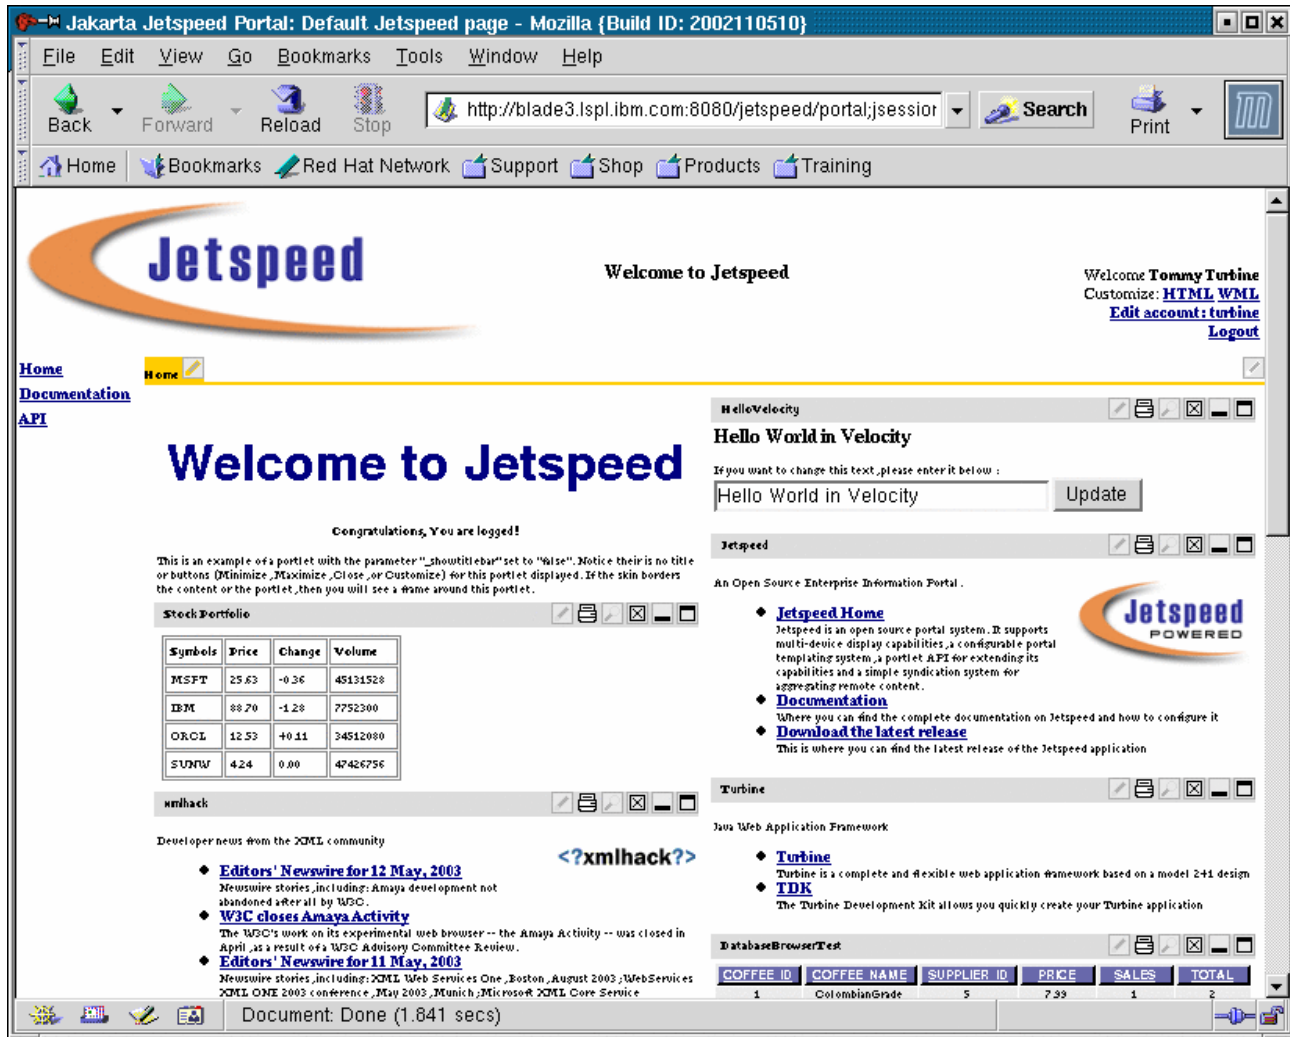 Jakarta Jetspeed Portal: Default Jetspeed page - Mozilla {Build ID: 2002110510}
File Edit View Go Bookmarks Tools Window Help
Back Forward Reload Stop http://blade3.lspl.ibm.com:8080/jetspeed/portal;jsession Search Print
Home Bookmarks Red Hat Network Support Shop Products Training
Jetspeed
Welcome to Jetspeed
Welcome Tommy Turbine
Customize: HTML WML
Edit account: turbine
Logout
Home
Documentation
API
Home
Welcome to Jetspeed
Congratulations, You are logged!
This is an example of a portlet with the parameter "_showtitlebar" set to "false". Notice their is no title
or buttons (Minimize, Maximize, Close, or Customize) for this portlet displayed. If the skin borders
the content or the portlet, then you will see a frame around this portlet.
Stock Portfolio
Symbols Price Change Volume
MSFT 25.63 -0.36 45131528
IBM 88.70 -1.28 7752300
ORCL 12.53 +0.11 34512080
SUNW 4.24 0.00 47426756
xmlhack
Developer news from the XML community
<?xmlhack?>
Editors' Newswire for 12 May, 2003
Newswire stories, including: Amaya development not
abandoned after all by W3C.
W3C closes Amaya Activity
The W3C's work on its experimental web browser -- the Amaya Activity -- was closed in
April, as a result of a W3C Advisory Committee Review.
Editors' Newswire for 11 May, 2003
Newswire stories, including: XML Web Services One, Boston, August 2003; WebServices
XML ONE 2003 conference, May 2003, Munich; Microsoft XML Core Service
HelloVelocity
Hello World in Velocity
If you want to change this text, please enter it below :
Hello World in Velocity Update
Jetspeed
An Open Source Enterprise Information Portal.
Jetspeed
POWERED
Jetspeed Home
Jetspeed is an open source portal system. It supports
multi-device display capabilities, a configurable portal
templating system, a portlet API for extending its
capabilities and a simple syndication system for
aggregating remote content.
Documentation
Where you can find the complete documentation on Jetspeed and how to configure it
Download the latest release
This is where you can find the latest release of the Jetspeed application
Turbine
Java Web Application Framework
Turbine
Turbine is a complete and flexible web application framework based on a model 2+1 design
TDK
The Turbine Development Kit allows you quickly create your Turbine application
DatabaseBrowserTest
COFFEE ID COFFEE NAME SUPPLIER ID PRICE SALES TOTAL
1 ColombianGrade 5 7.99 1 2
Document: Done (1.841 secs)